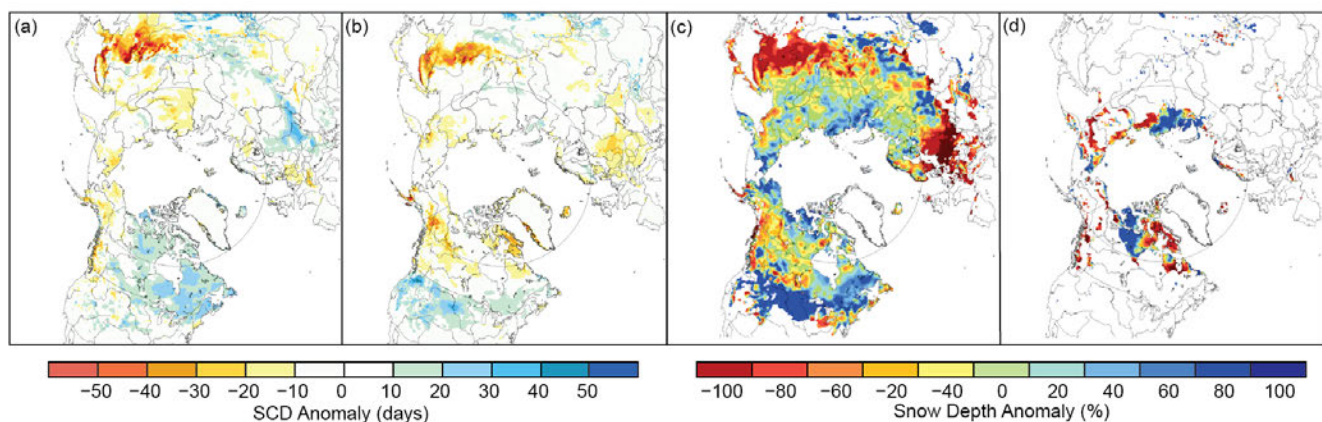 (a) (b) (c) (d)
−50 −40 −30 −20 −10 0 10 20 30 40 50 −100 −80 −60 −20 −40 0 20 40 60 80 100
SCD Anomaly (days) Snow Depth Anomaly (%)